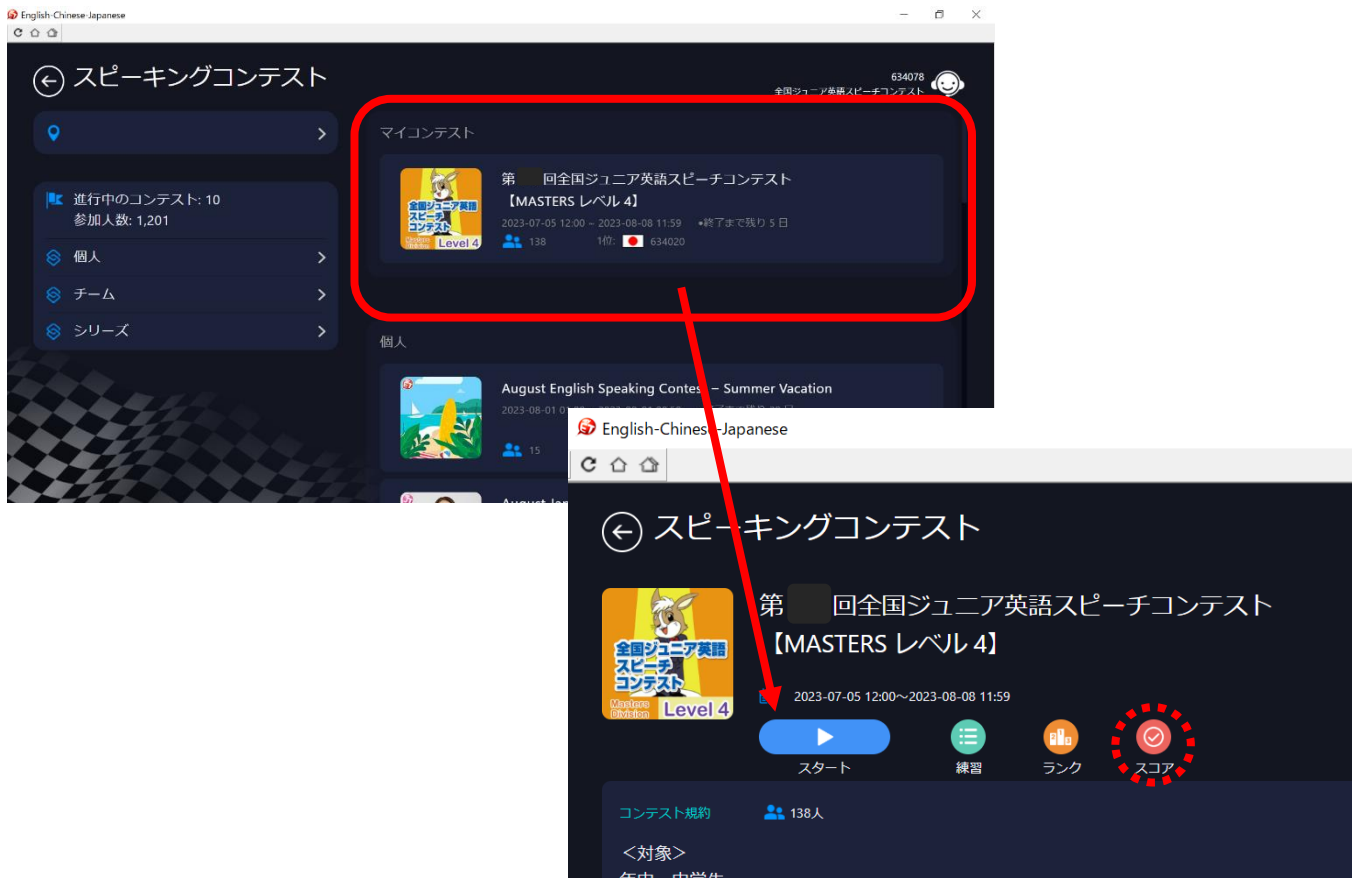 English-Chinese-Japanese
スピーキングコンテスト
634078
全国ジュニア英語スピーチコンテスト
進行中のコンテスト: 10
参加人数: 1,201
個人
チーム
シリーズ
マイコンテスト
全国ジュニア英語
スピーチ
コンテスト
Masters
Division Level 4
第 回全国ジュニア英語スピーチコンテスト
【MASTERS レベル 4】
2023-07-05 12:00 ~ 2023-08-08 11:59 •終了まで残り 5 日
138 1位: 634020
個人
August English Speaking Contest – Summer Vacation
2023-08-01
15
August
English-Chinese-Japanese
スピーキングコンテスト
全国ジュニア英語
スピーチ
コンテスト
Masters
Division Level 4
第 回全国ジュニア英語スピーチコンテスト
【MASTERS レベル 4】
2023-07-05 12:00～2023-08-08 11:59
スタート
練習
ランク
スコア
コンテスト規約 138人
＜対象＞